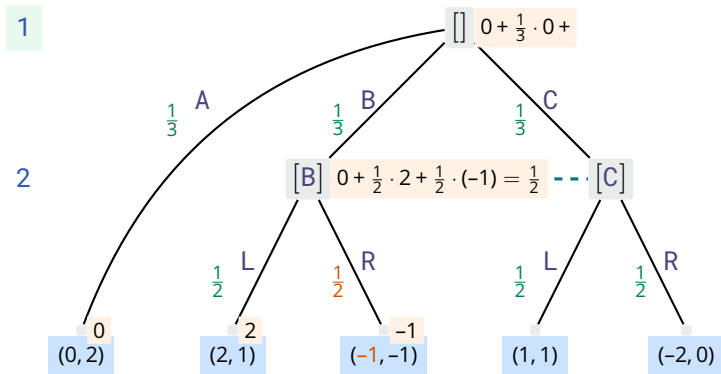 1 [] 0 + 1/3 · 0 +
A B C
1/3 1/3 1/3
2 [B] 0 + 1/2 · 2 + 1/2 · (–1) = 1/2 [C]
L R L R
1/2 1/2 1/2 1/2
0 2 –1
(0, 2) (2, 1) (–1, –1) (1, 1) (–2, 0)